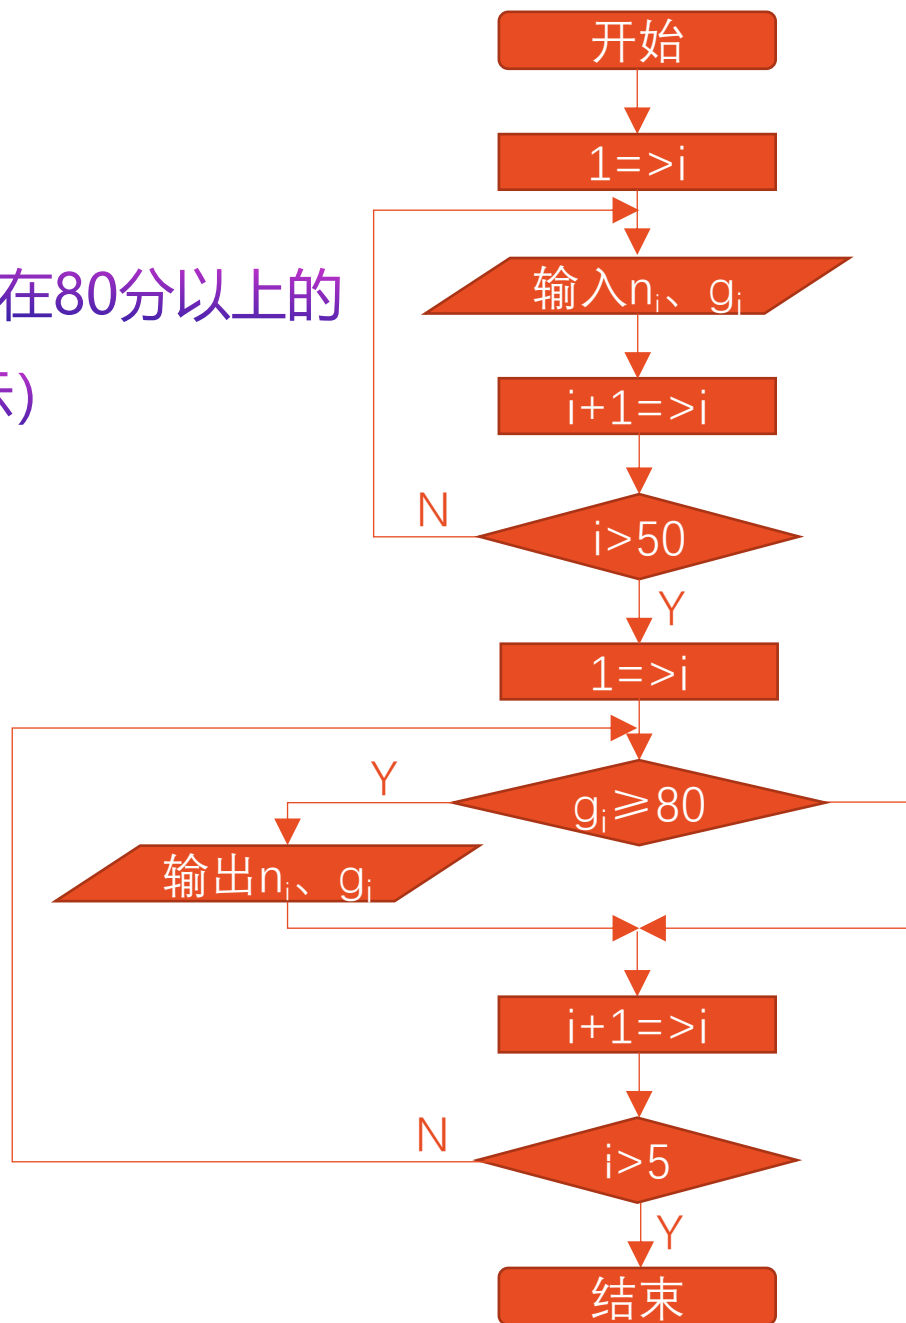 开始
1=>i
在80分以上的
输入nᵢ、gᵢ
)
i+1=>i
N
i>50
Y
1=>i
Y
gᵢ≥80
输出nᵢ、gᵢ
i+1=>i
N
i>5
Y
结束